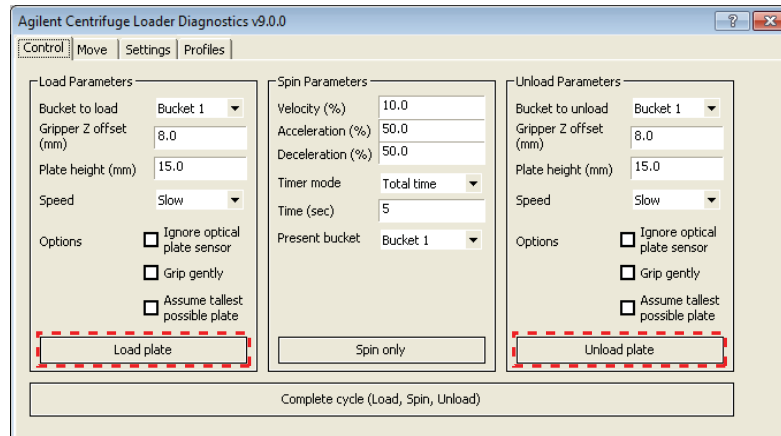 Agilent Centrifuge Loader Diagnostics v9.0.0
Control Move Settings Profiles
Load Parameters
Bucket to load Bucket 1
Gripper Z offset
(mm) 8.0
Plate height (mm) 15.0
Speed Slow
Options Ignore optical
plate sensor
Grip gently
Assume tallest
possible plate
Load plate
Spin Parameters
Velocity (%) 10.0
Acceleration (%) 50.0
Deceleration (%) 50.0
Timer mode Total time
Time (sec) 5
Present bucket Bucket 1
Spin only
Unload Parameters
Bucket to unload Bucket 1
Gripper Z offset
(mm) 8.0
Plate height (mm) 15.0
Speed Slow
Options Ignore optical
plate sensor
Grip gently
Assume tallest
possible plate
Unload plate
Complete cycle (Load, Spin, Unload)